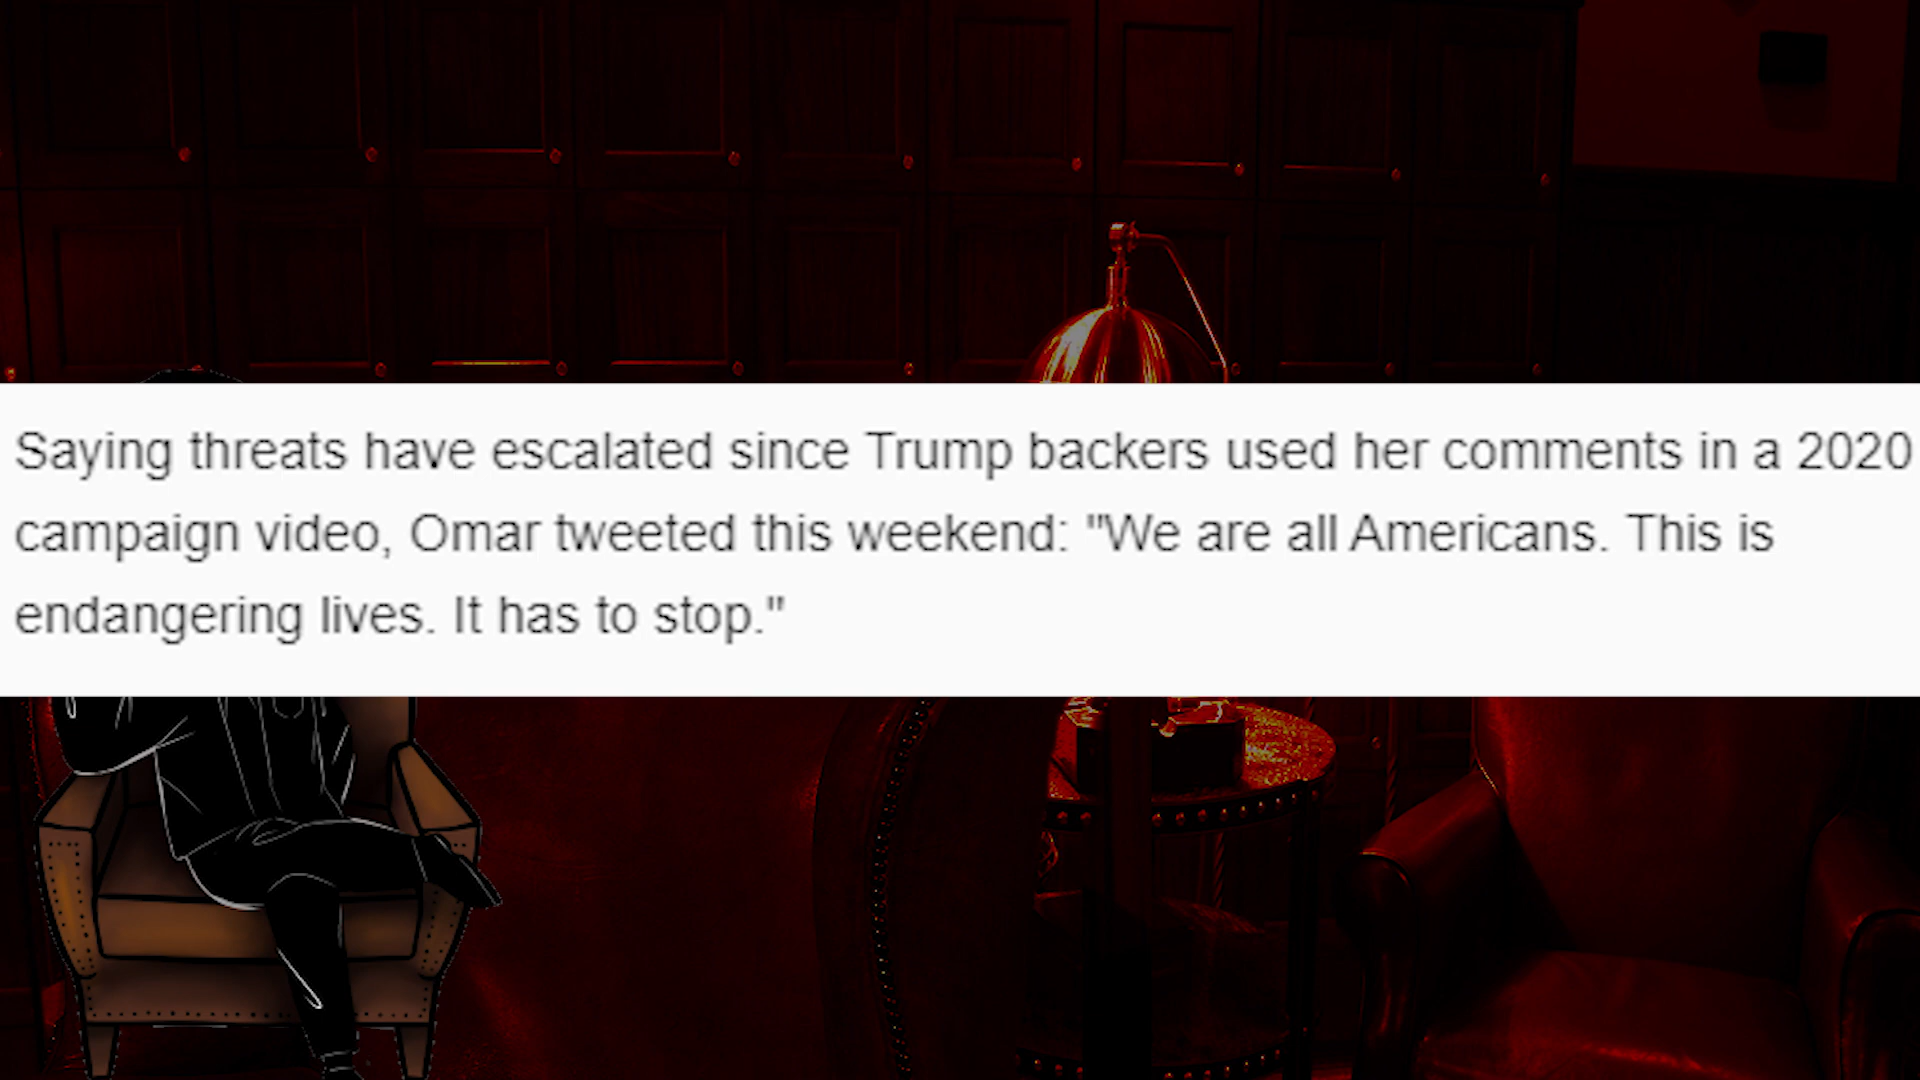 Saying threats have escalated since Trump backers used her comments in a 2020
campaign video, Omar tweeted this weekend: "We are all Americans. This is
endangering lives. It has to stop."